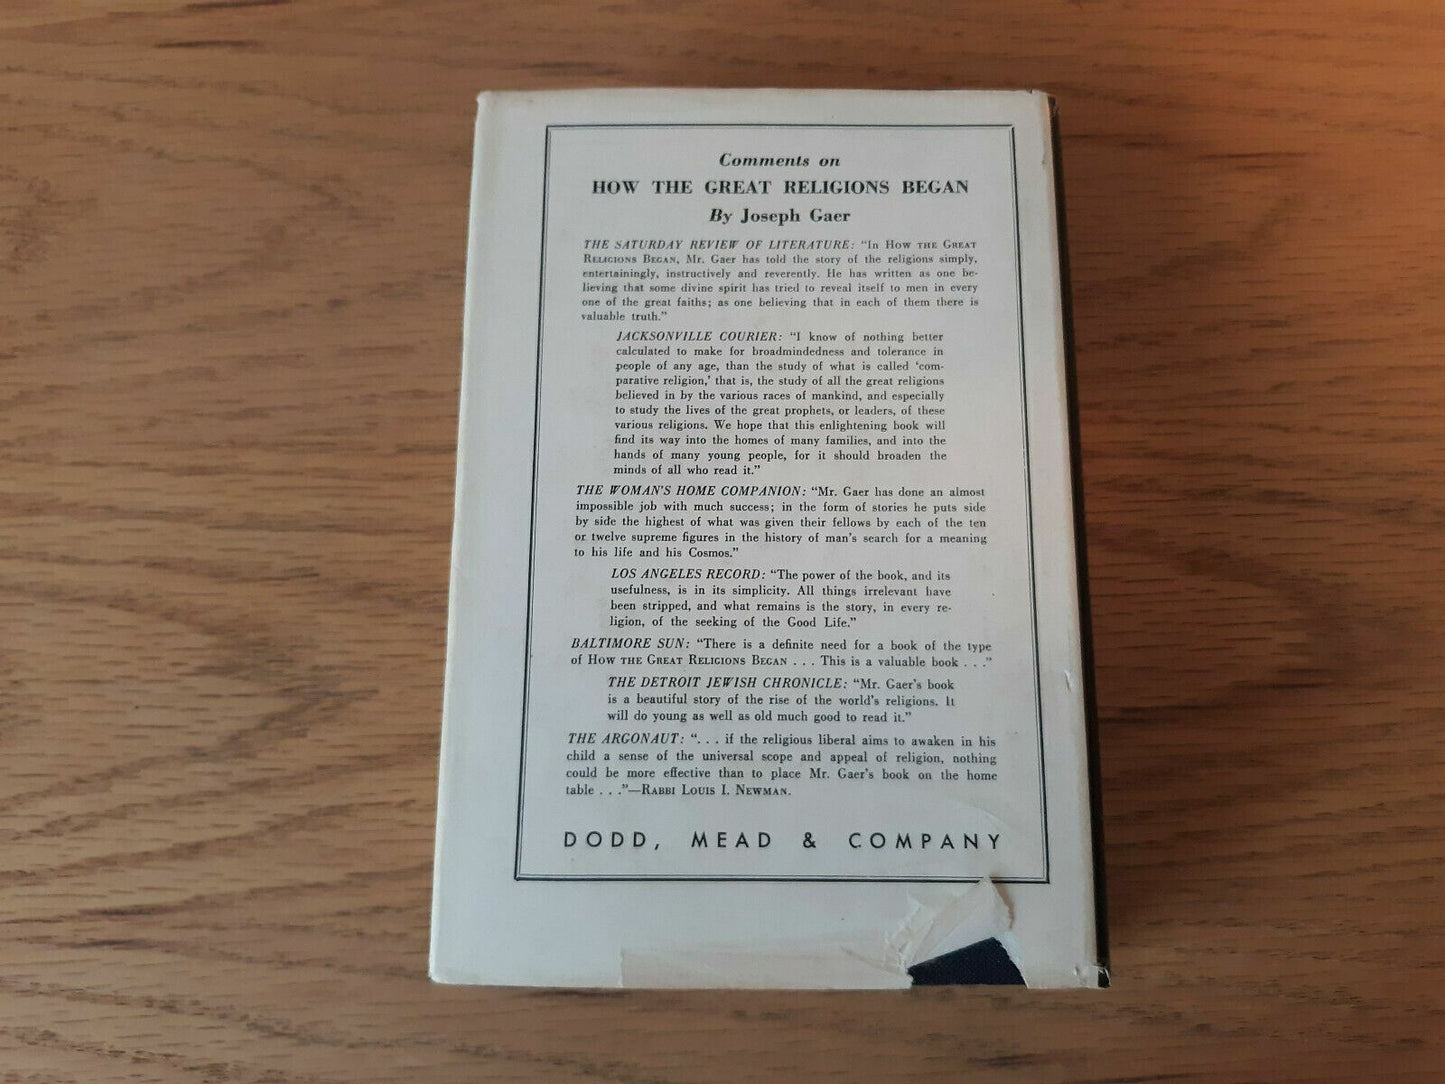 Comments on
HOW THE GREAT RELIGIONS BEGAN
By Joseph Gaer
THE SATURDAY REVIEW OF LITERATURE: "In HOW THE GREAT
RELIGIONS BEGAN, Mr. Gaer has told the story of the religions simply,
entertainingly, instructively and reverently. He has written as one be-
lieving that some divine spirit has tried to reveal itself to men in every
one of the great faiths; as one believing that in each of them there is
valuable truth."
JACKSONVILLE COURIER: "I know of nothing better
calculated to make for broadmindedness and tolerance in
people of any age, than the study of what is called 'com-
parative religion,' that is, the study of all the great religions
believed in by the various races of mankind, and especially
to study the lives of the great prophets, or leaders, of these
various religions. We hope that this enlightening book will
find its way into the homes of many families, and into the
hands of many young people, for it should broaden the
minds of all who read it."
THE WOMAN'S HOME COMPANION: "Mr. Gaer has done an almost
impossible job with much success; in the form of stories he puts side
by side the highest of what was given their fellows by each of the ten
or twelve supreme figures in the history of man's search for a meaning
to his life and his Cosmos."
LOS ANGELES RECORD: "The power of the book, and its
usefulness, is in its simplicity. All things irrelevant have
been stripped, and what remains is the story, in every re-
ligion, of the seeking of the Good Life."
BALTIMORE SUN: "There is a definite need for a book of the type
of HOW THE GREAT RELIGIONS BEGAN . . . This is a valuable book . . ."
THE DETROIT JEWISH CHRONICLE: "Mr. Gaer's book
is a beautiful story of the rise of the world's religions. It
will do young as well as old much good to read it."
THE ARGONAUT: ". . . if the religious liberal aims to awaken in his
child a sense of the universal scope and appeal of religion, nothing
could be more effective than to place Mr. Gaer's book on the home
table . . ."—RABBI LOUIS I. NEWMAN.
DODD, MEAD & COMPANY